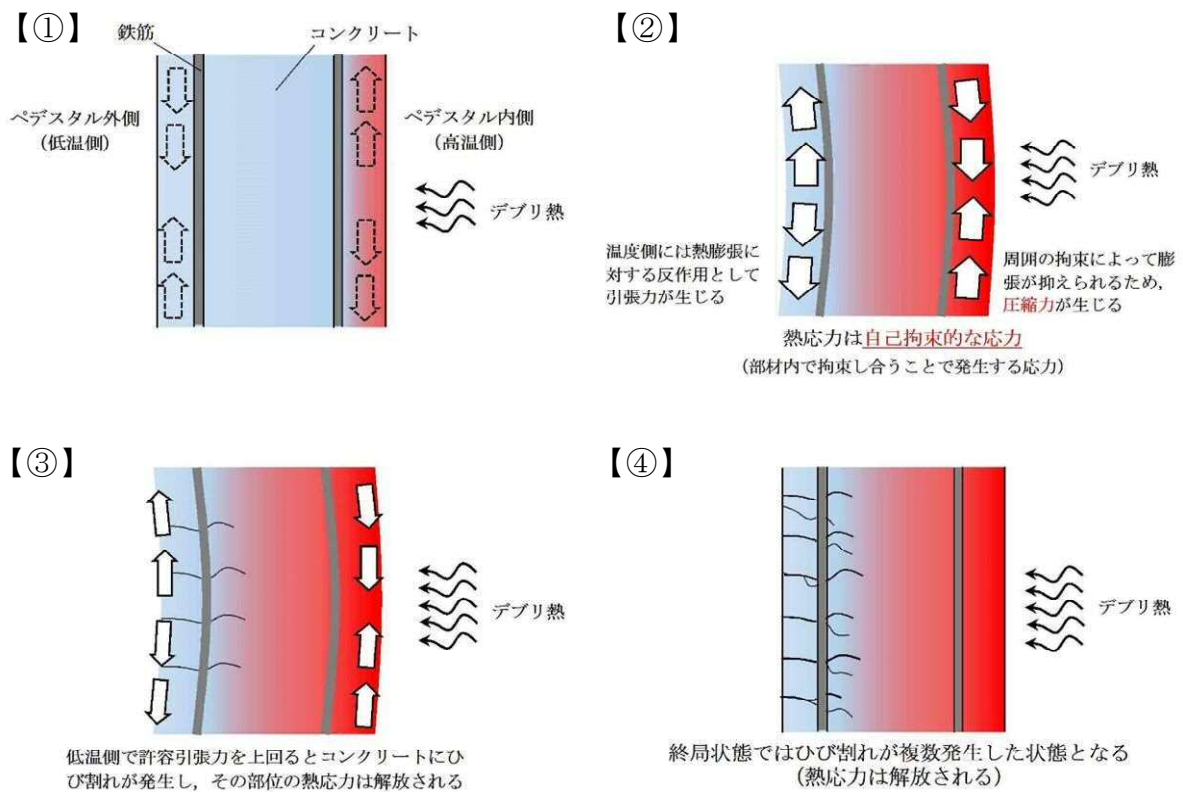 【①】
鉄筋
コンクリート
ペデスタル外側
(低温側)
ペデスタル内側
(高温側)
デブリ熱
【②】
デブリ熱
温度側には熱膨張に
対する反作用として
引張力が生じる
周囲の拘束によって膨
張が抑えられるため,
圧縮力が生じる
熱応力は自己拘束的な応力
(部材内で拘束し合うことで発生する応力)
【③】
デブリ熱
低温側で許容引張力を上回るとコンクリートにひ
び割れが発生し，その部位の熱応力は解放される
【④】
デブリ熱
終局状態ではひび割れが複数発生した状態となる
(熱応力は解放される)